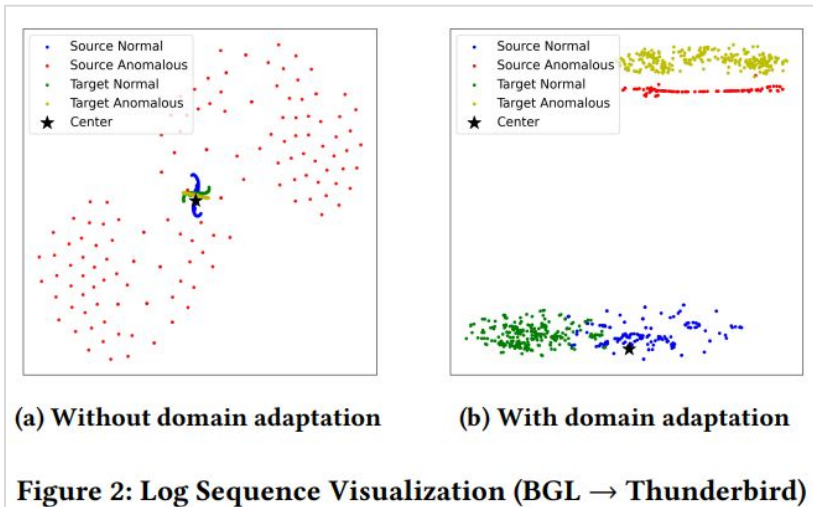 Source Normal
Source Anomalous
Target Normal
Target Anomalous
Center
Source Normal
Source Anomalous
Target Normal
Target Anomalous
Center
(a) Without domain adaptation
(b) With domain adaptation
Figure 2: Log Sequence Visualization (BGL → Thunderbird)